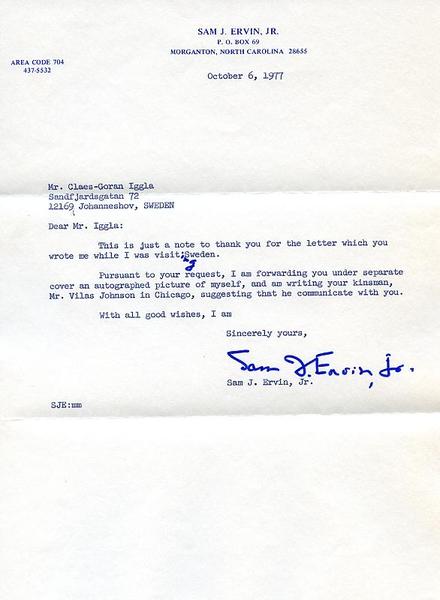 SAM J. ERVIN, JR.
P. O. BOX 69
MORGANTON, NORTH CAROLINA 28655
AREA CODE 704
437-5532
October 6, 1977
Mr. Claes-Goran Iggla
Sandfjardsgatan 72
12169 Johanneshov, SWEDEN
Dear Mr. Iggla:
This is just a note to thank you for the letter which you
wrote me while I was visiting Sweden.
Pursuant to your request, I am forwarding you under separate
cover an autographed picture of myself, and am writing your kinsman,
Mr. Vilas Johnson in Chicago, suggesting that he communicate with you.
With all good wishes, I am
Sincerely yours,
Sam J. Ervin, Jr.
Sam J. Ervin, Jr.
SJE:mm